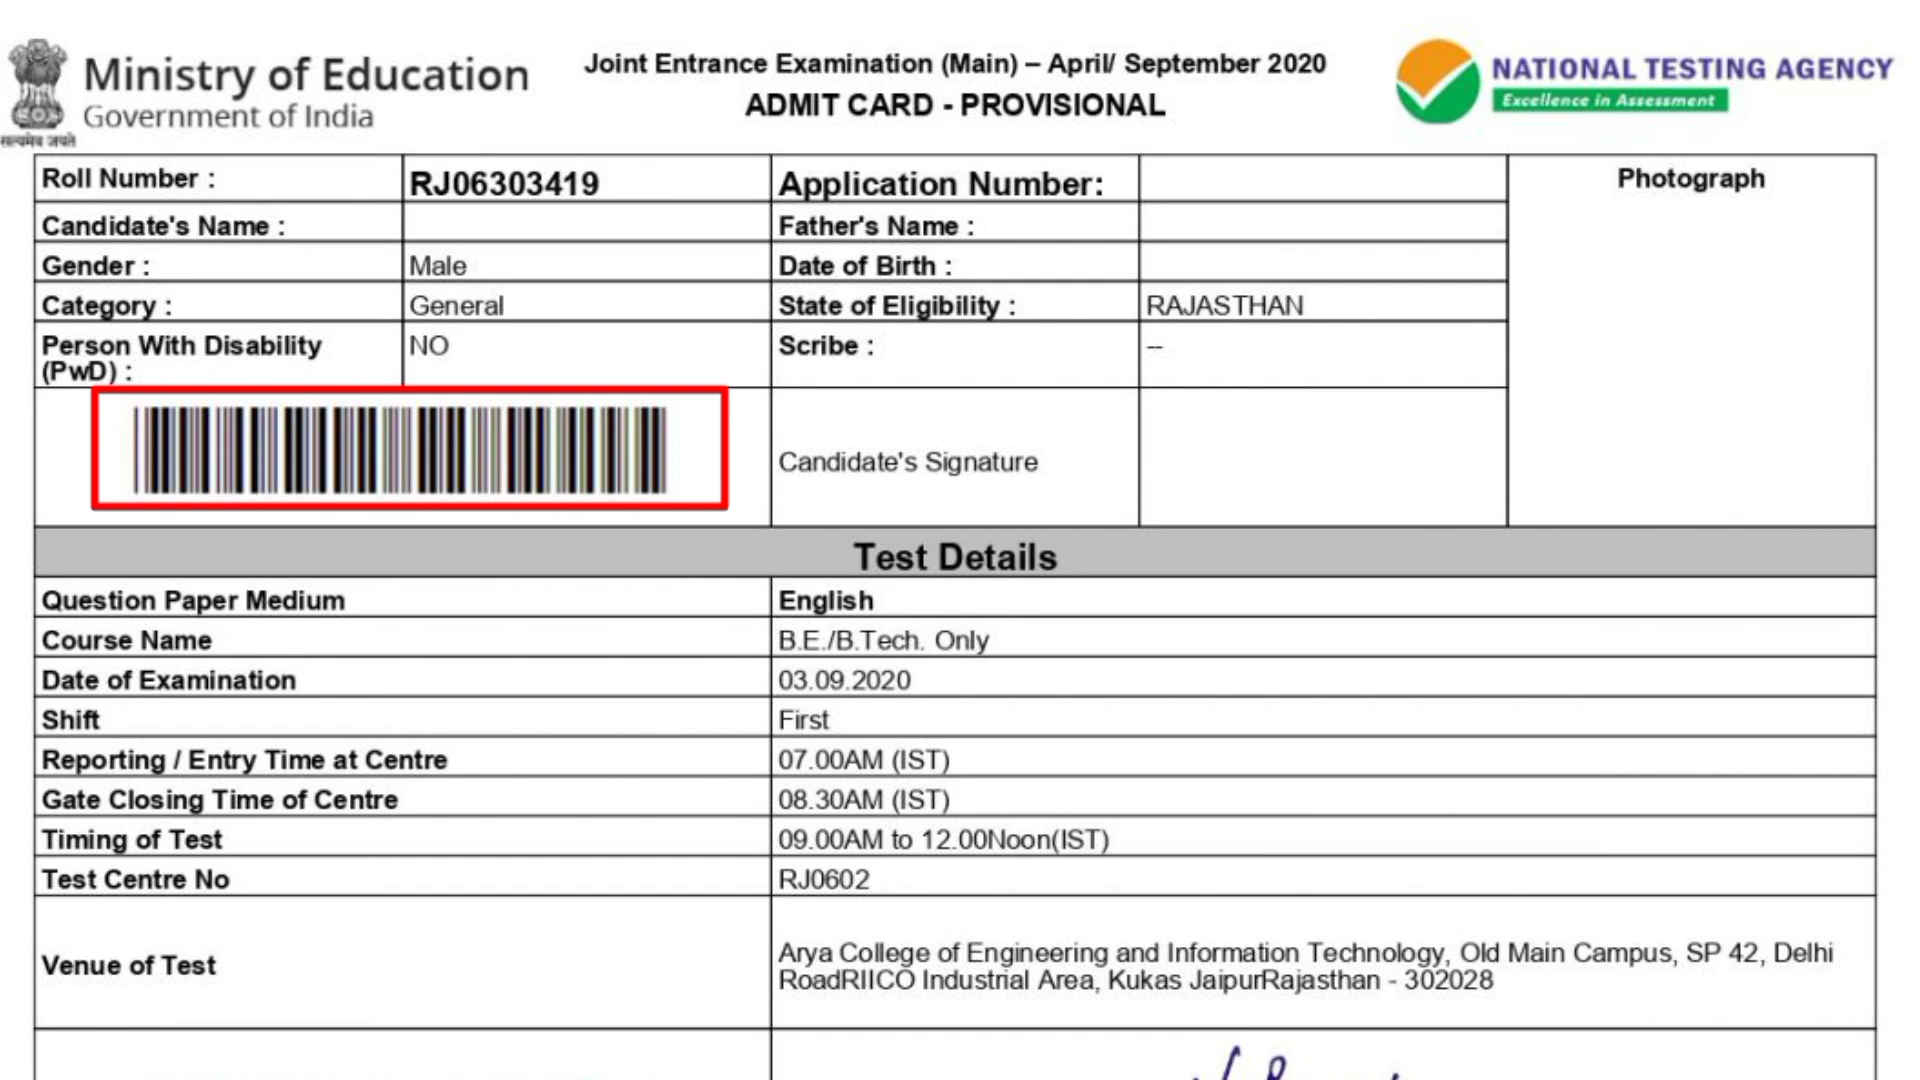 Ministry of Education
Government of India
सत्यमेव जयते
Joint Entrance Examination (Main) – April/ September 2020
ADMIT CARD - PROVISIONAL
NATIONAL TESTING AGENCY
Excellence in Assessment
Roll Number : RJ06303419 Application Number: Photograph
Candidate's Name : Father's Name :
Gender : Male Date of Birth :
Category : General State of Eligibility : RAJASTHAN
Person With Disability NO Scribe : --
(PwD) :
Candidate's Signature
Test Details
Question Paper Medium English
Course Name B.E./B.Tech. Only
Date of Examination 03.09.2020
Shift First
Reporting / Entry Time at Centre 07.00AM (IST)
Gate Closing Time of Centre 08.30AM (IST)
Timing of Test 09.00AM to 12.00Noon(IST)
Test Centre No RJ0602
Venue of Test Arya College of Engineering and Information Technology, Old Main Campus, SP 42, Delhi
RoadRIICO Industrial Area, Kukas JaipurRajasthan - 302028